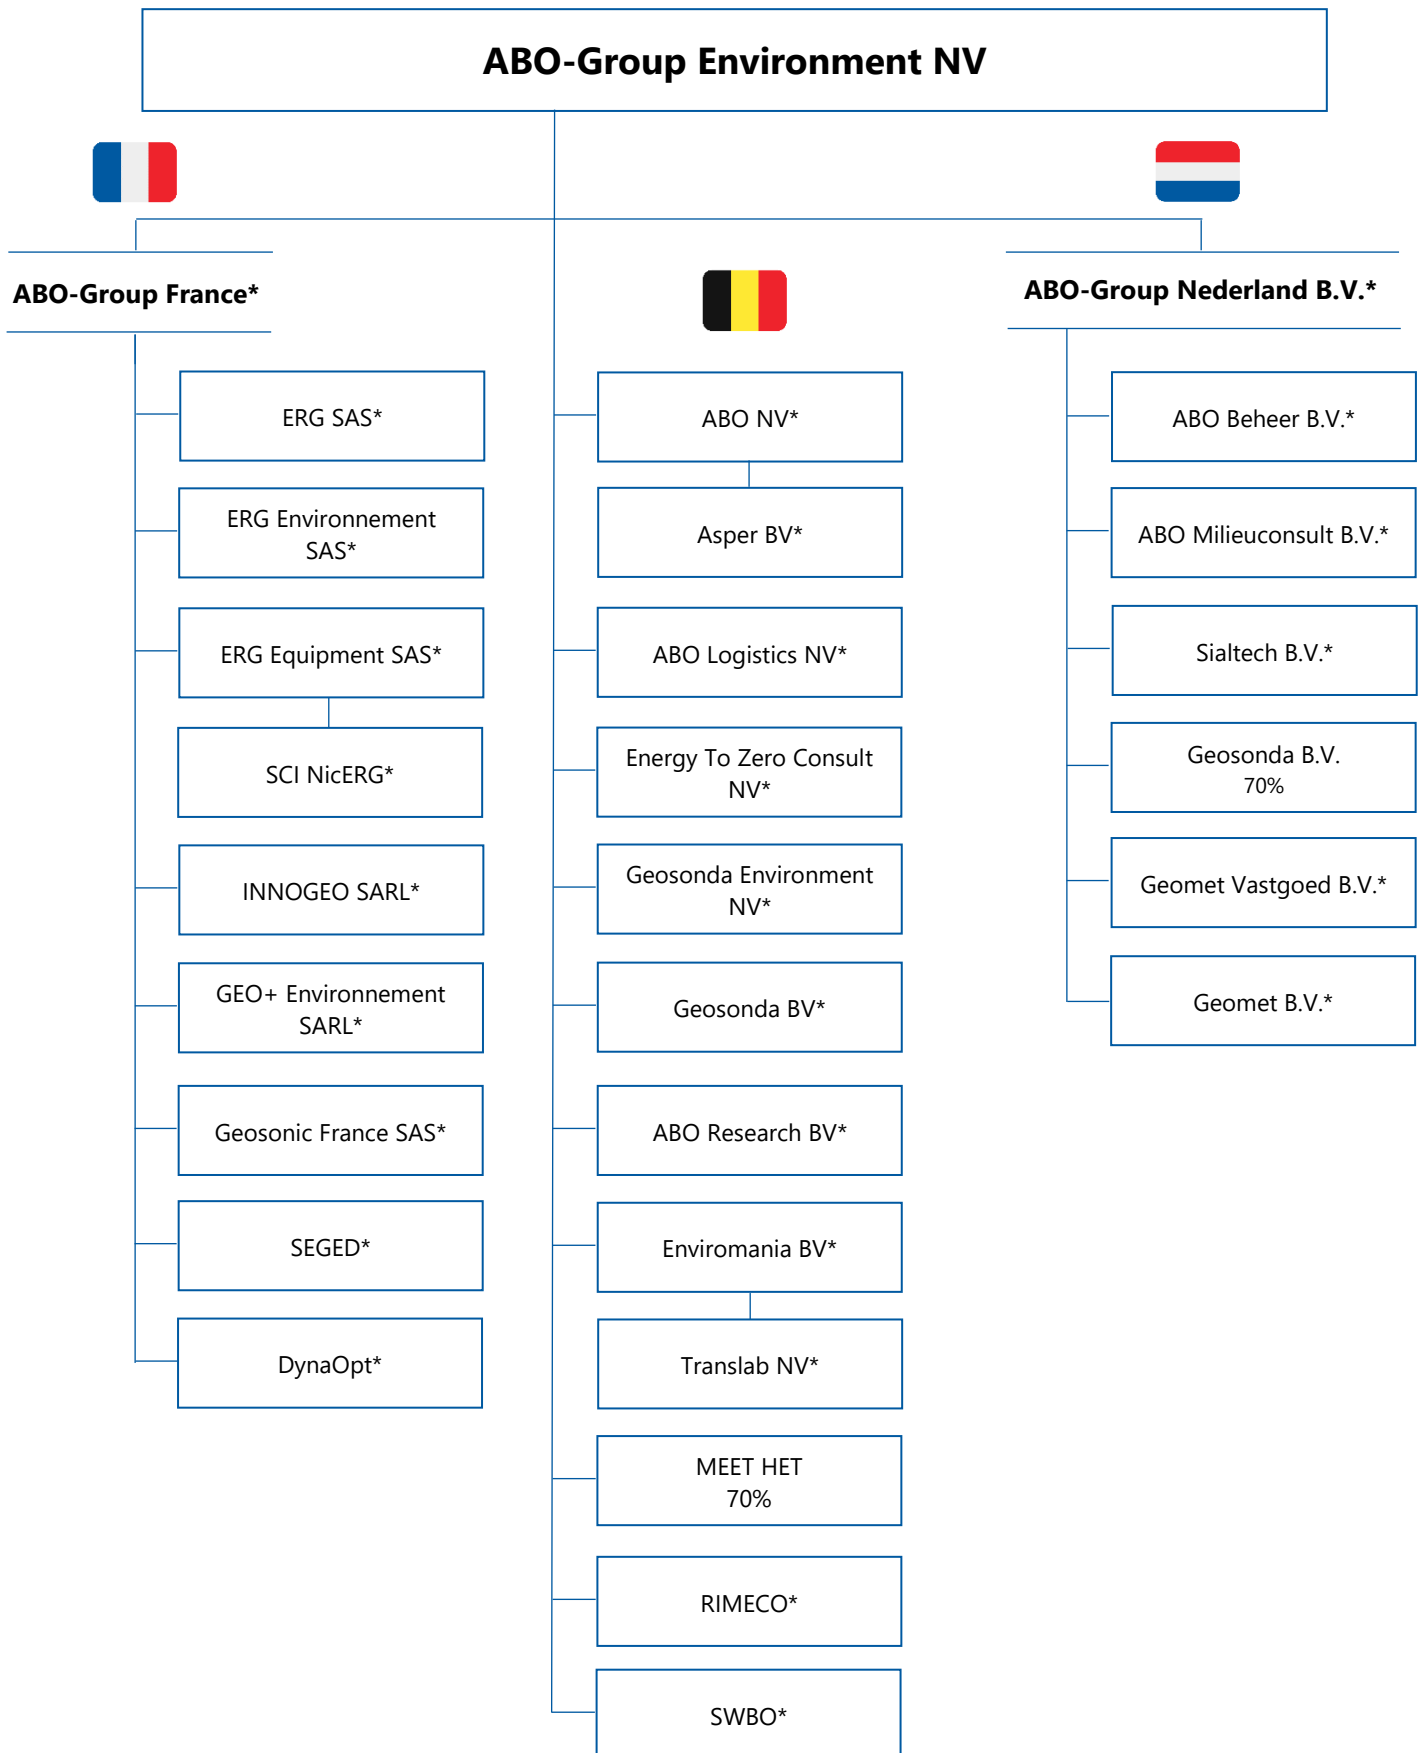 ABO-Group Environment NV
ABO-Group France*
ERG SAS*
ERG Environnement
SAS*
ERG Equipment SAS*
SCI NicERG*
INNOGEO SARL*
GEO+ Environnement
SARL*
Geosonic France SAS*
SEGED*
DynaOpt*
ABO NV*
Asper BV*
ABO Logistics NV*
Energy To Zero Consult
NV*
Geosonda Environment
NV*
Geosonda BV*
ABO Research BV*
Enviromania BV*
Translab NV*
MEET HET
70%
RIMECO*
SWBO*
ABO-Group Nederland B.V.*
ABO Beheer B.V.*
ABO Milieuconsult B.V.*
Sialtech B.V.*
Geosonda B.V.
70%
Geomet Vastgoed B.V.*
Geomet B.V.*